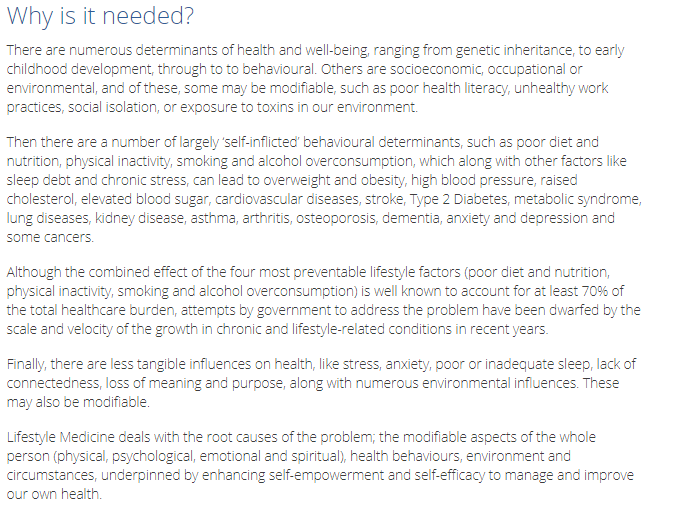 Why is it needed?
There are numerous determinants of health and well-being, ranging from genetic inheritance, to early
childhood development, through to to behavioural. Others are socioeconomic, occupational or
environmental, and of these, some may be modifiable, such as poor health literacy, unhealthy work
practices, social isolation, or exposure to toxins in our environment.
Then there are a number of largely 'self-inflicted' behavioural determinants, such as poor diet and
nutrition, physical inactivity, smoking and alcohol overconsumption, which along with other factors like
sleep debt and chronic stress, can lead to overweight and obesity, high blood pressure, raised
cholesterol, elevated blood sugar, cardiovascular diseases, stroke, Type 2 Diabetes, metabolic syndrome,
lung diseases, kidney disease, asthma, arthritis, osteoporosis, dementia, anxiety and depression and
some cancers.
Although the combined effect of the four most preventable lifestyle factors (poor diet and nutrition,
physical inactivity, smoking and alcohol overconsumption) is well known to account for at least 70% of
the total healthcare burden, attempts by government to address the problem have been dwarfed by the
scale and velocity of the growth in chronic and lifestyle-related conditions in recent years.
Finally, there are less tangible influences on health, like stress, anxiety, poor or inadequate sleep, lack of
connectedness, loss of meaning and purpose, along with numerous environmental influences. These
may also be modifiable.
Lifestyle Medicine deals with the root causes of the problem; the modifiable aspects of the whole
person (physical, psychological, emotional and spiritual), health behaviours, environment and
circumstances, underpinned by enhancing self-empowerment and self-efficacy to manage and improve
our own health.